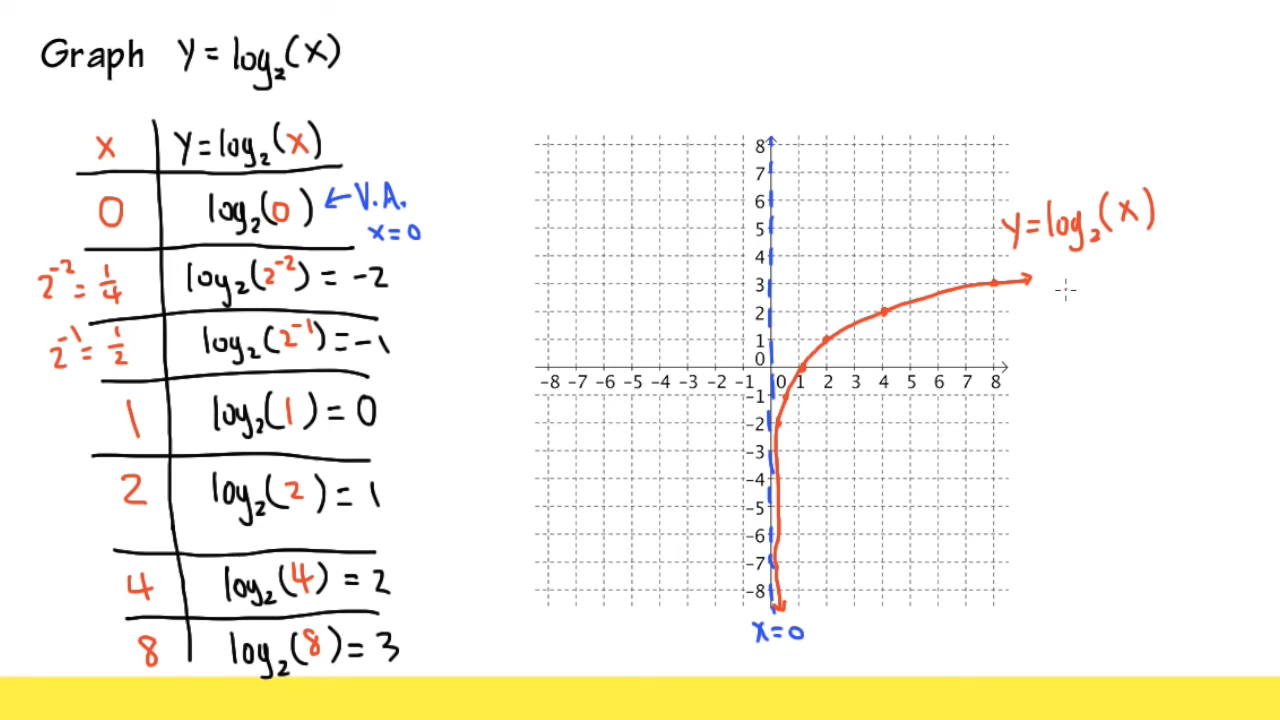 Graph y = log₂(x)
x y = log₂(x)
0 log₂(0) ← V.A. x = 0
2⁻² = 1/4 log₂(2⁻²) = -2
2⁻¹ = 1/2 log₂(2⁻¹) = -1
1 log₂(1) = 0
2 log₂(2) = 1
4 log₂(4) = 2
8 log₂(8) = 3
8
7
6
5
4
3
2
1
0
-8 -7 -6 -5 -4 -3 -2 -1 0 1 2 3 4 5 6 7 8
-1
-2
-3
-4
-5
-6
-7
-8
y = log₂(x)
x = 0